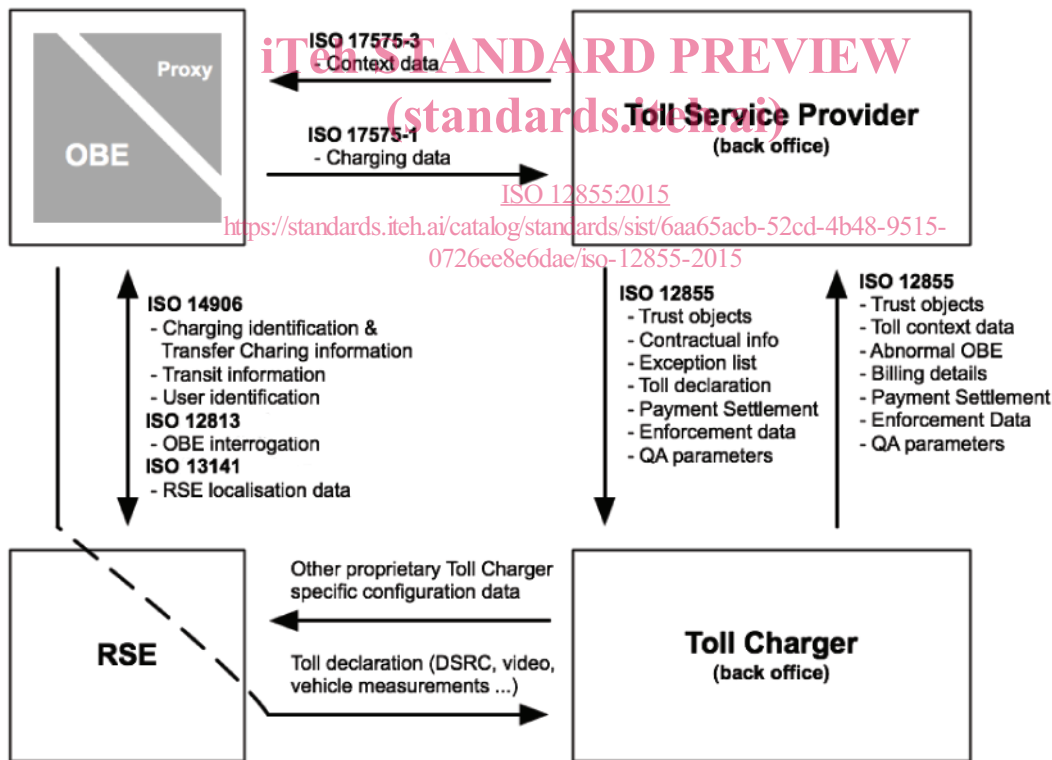 Proxy
OBE
ISO 17575-3
- Context data
ISO 17575-1
- Charging data
iTeh STANDARD PREVIEW
(standards.iteh.ai)
Toll Service Provider
(back office)
ISO 12855:2015
https://standards.iteh.ai/catalog/standards/sist/6aa65acb-52cd-4b48-9515-
0726ee8e6dae/iso-12855-2015
ISO 14906
- Charging identification &
Transfer Charing information
- Transit information
- User identification
ISO 12813
- OBE interrogation
ISO 13141
- RSE localisation data
ISO 12855
- Trust objects
- Contractual info
- Exception list
- Toll declaration
- Payment Settlement
- Enforcement data
- QA parameters
ISO 12855
- Trust objects
- Toll context data
- Abnormal OBE
- Billing details
- Payment Settlement
- Enforcement Data
- QA parameters
RSE
Other proprietary Toll Charger
specific configuration data
Toll declaration (DSRC, video,
vehicle measurements ...)
Toll Charger
(back office)